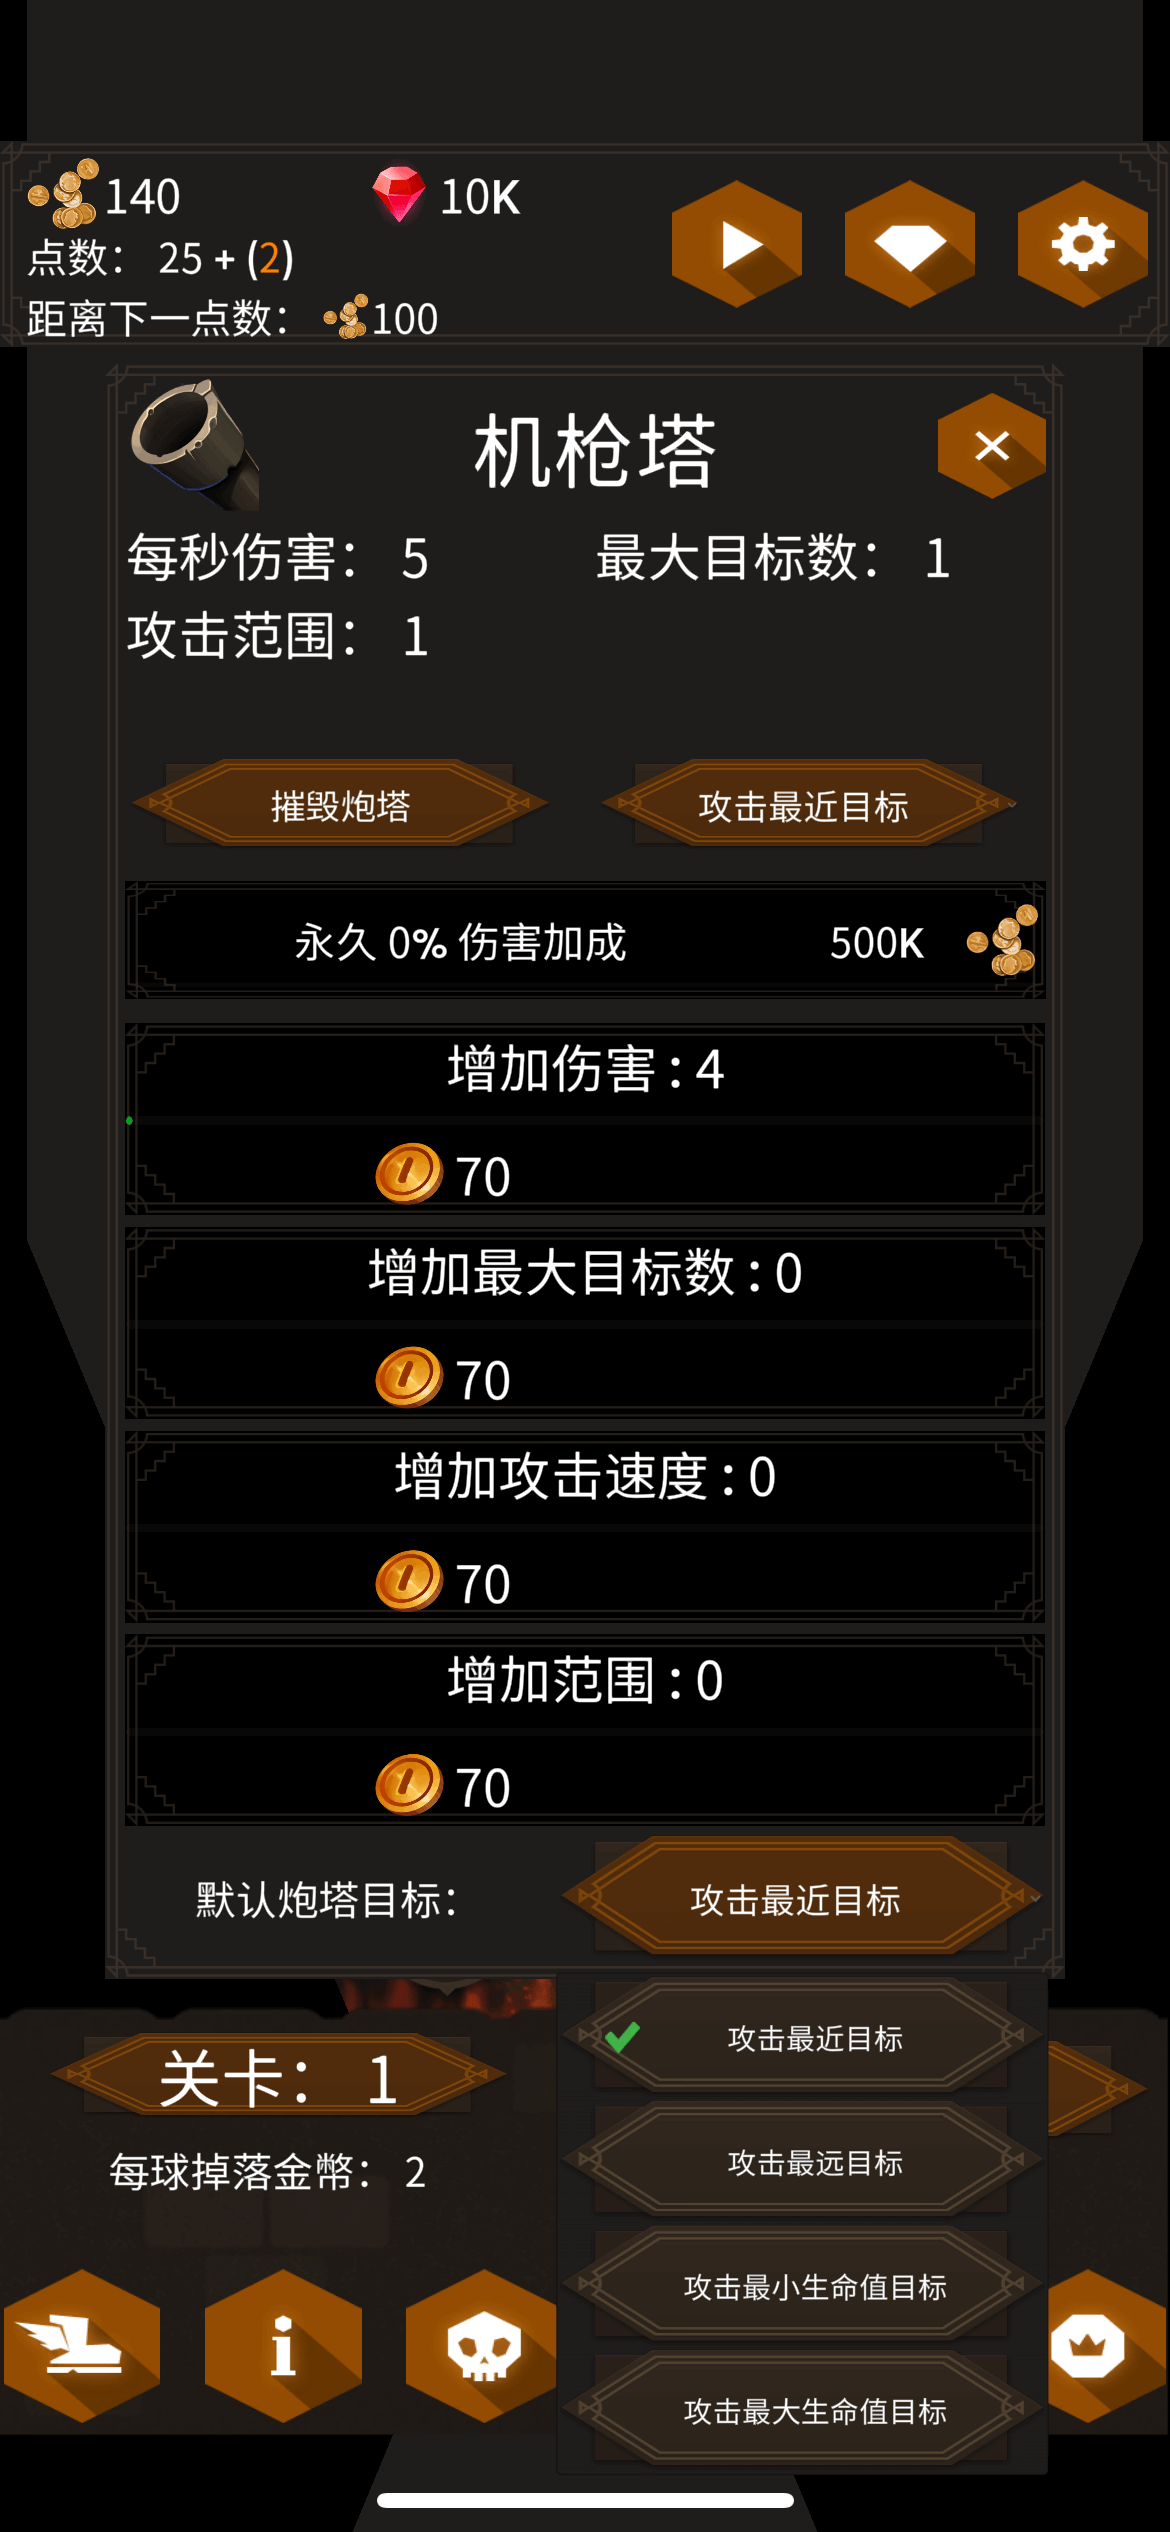 140
10K
点数： 25 + (2)
距离下一点数： 100
机枪塔
每秒伤害： 5
最大目标数： 1
攻击范围： 1
摧毁炮塔
攻击最近目标
永久 0% 伤害加成
500K
增加伤害 : 4
70
增加最大目标数 : 0
70
增加攻击速度 : 0
70
增加范围 : 0
70
默认炮塔目标：
攻击最近目标
攻击最近目标
攻击最远目标
攻击最小生命值目标
攻击最大生命值目标
关卡： 1
每球掉落金幣： 2